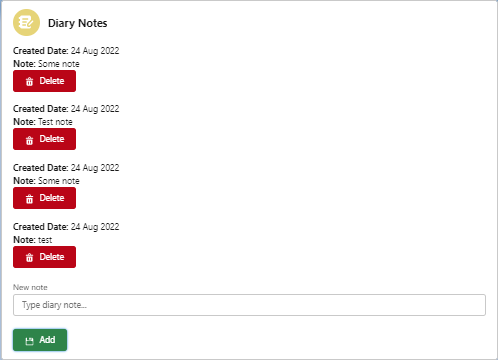 Diary Notes
Created Date: 24 Aug 2022
Note: Some note
Delete
Created Date: 24 Aug 2022
Note: Test note
Delete
Created Date: 24 Aug 2022
Note: Some note
Delete
Created Date: 24 Aug 2022
Note: test
Delete
New note
Type diary note...
Add